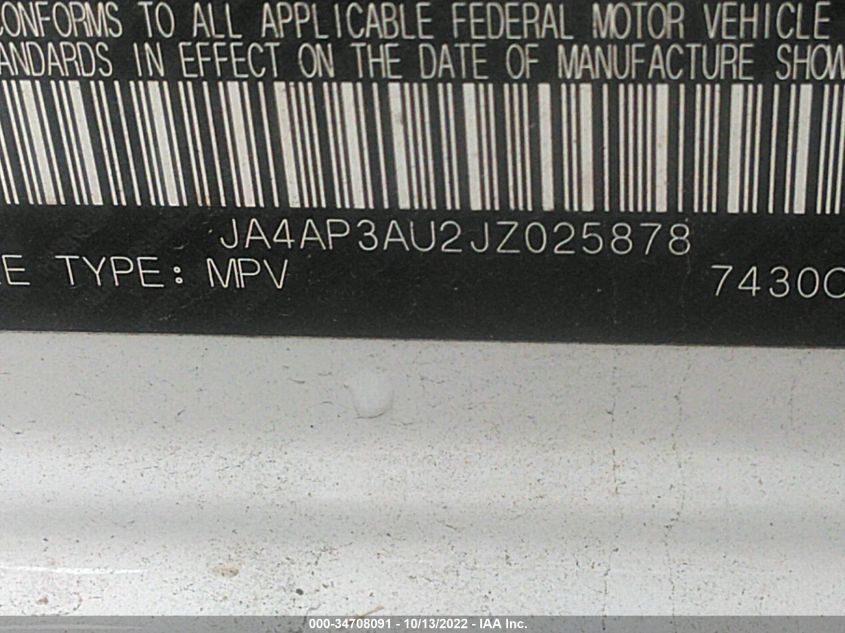 CONFORMS TO ALL APPLICABLE FEDERAL MOTOR VEHICLE
ANDARDS IN EFFECT ON THE DATE OF MANUFACTURE SHOW
JA4AP3AU2JZ025878
E TYPE: MPV 7430C
000-34708091 - 10/13/2022 - IAA Inc.